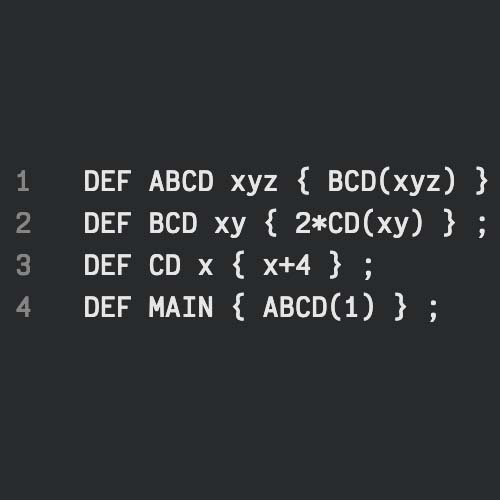 1 DEF ABCD xyz { BCD(xyz) }
2 DEF BCD xy { 2*CD(xy) } ;
3 DEF CD x { x+4 } ;
4 DEF MAIN { ABCD(1) } ;